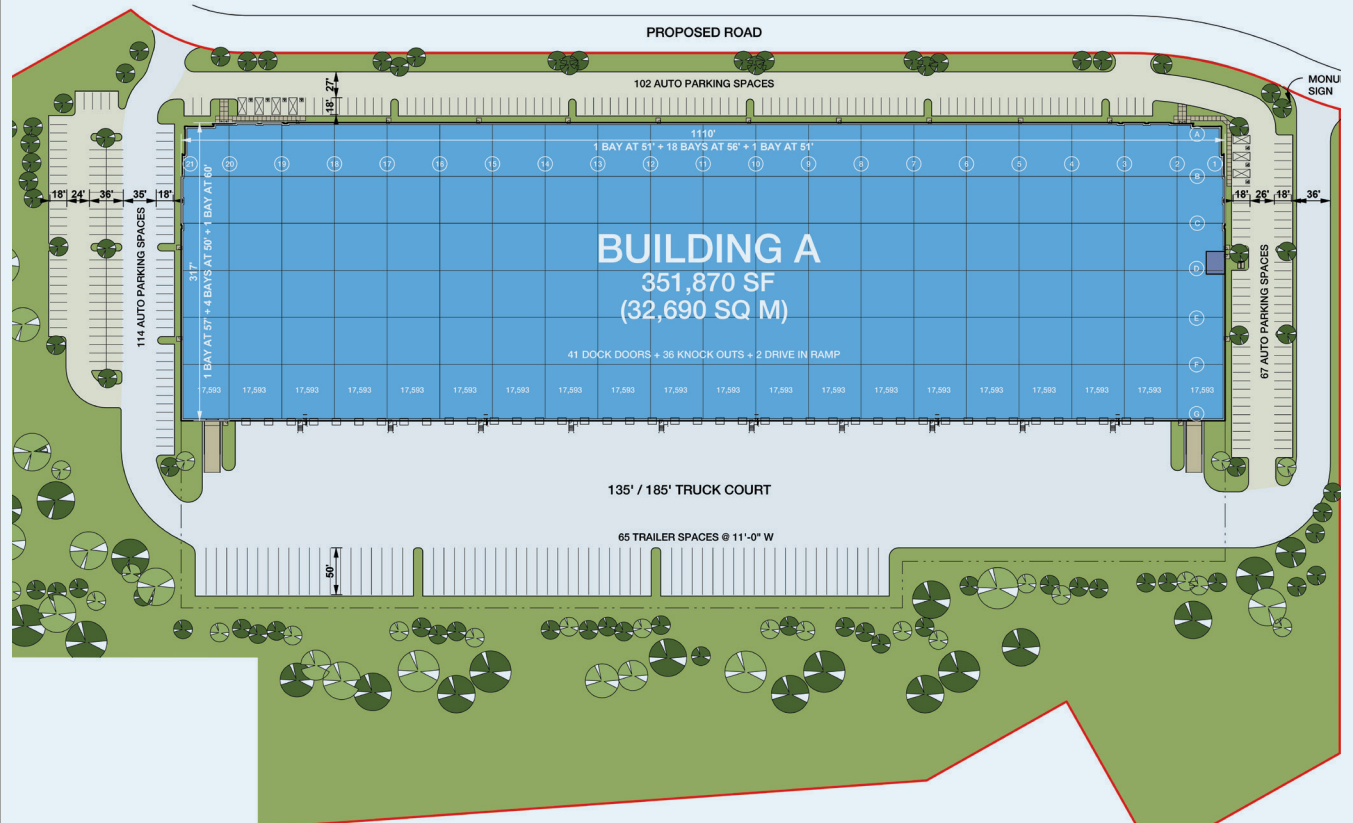 PROPOSED ROAD
MONU
SIGN
102 AUTO PARKING SPACES
27'
18'
1110'
1 BAY AT 51' + 18 BAYS AT 56' + 1 BAY AT 51'
A
21 20 19 18 17 16 15 14 13 12 11 10 9 8 7 6 5 4 3 2 1
B
18' 24' 36' 35' 18'
18' 26' 18' 36'
114 AUTO PARKING SPACES
317'
1 BAY AT 57' + 4 BAYS AT 50' + 1 BAY AT 60'
C
BUILDING A
351,870 SF
(32,690 SQ M)
D
67 AUTO PARKING SPACES
E
41 DOCK DOORS + 36 KNOCK OUTS + 2 DRIVE IN RAMP
F
17,593 17,593 17,593 17,593 17,593 17,593 17,593 17,593 17,593 17,593 17,593 17,593 17,593 17,593 17,593 17,593 17,593 17,593 17,593 17,593
G
135' / 185' TRUCK COURT
65 TRAILER SPACES @ 11'-0" W
50'